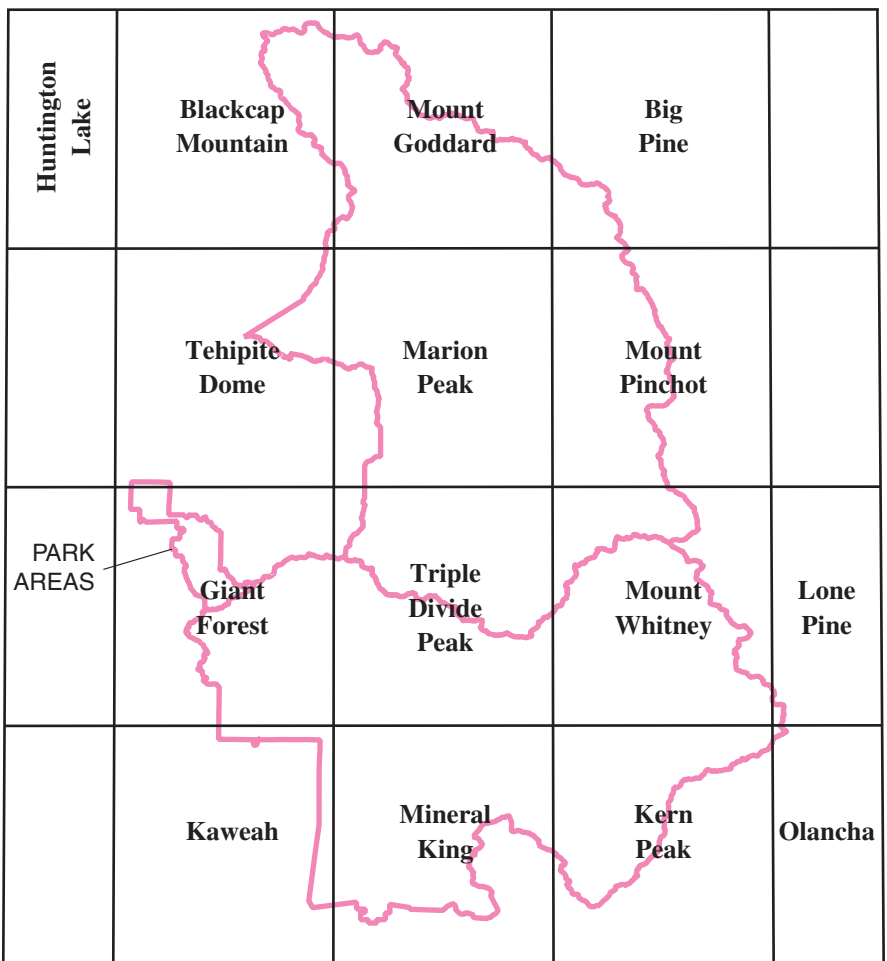 Huntington
Lake
Blackcap
Mountain
Mount
Goddard
Big
Pine
Tehipite
Dome
Marion
Peak
Mount
Pinchot
PARK
AREAS
Giant
Forest
Triple
Divide
Peak
Mount
Whitney
Lone
Pine
Kaweah
Mineral
King
Kern
Peak
Olancha